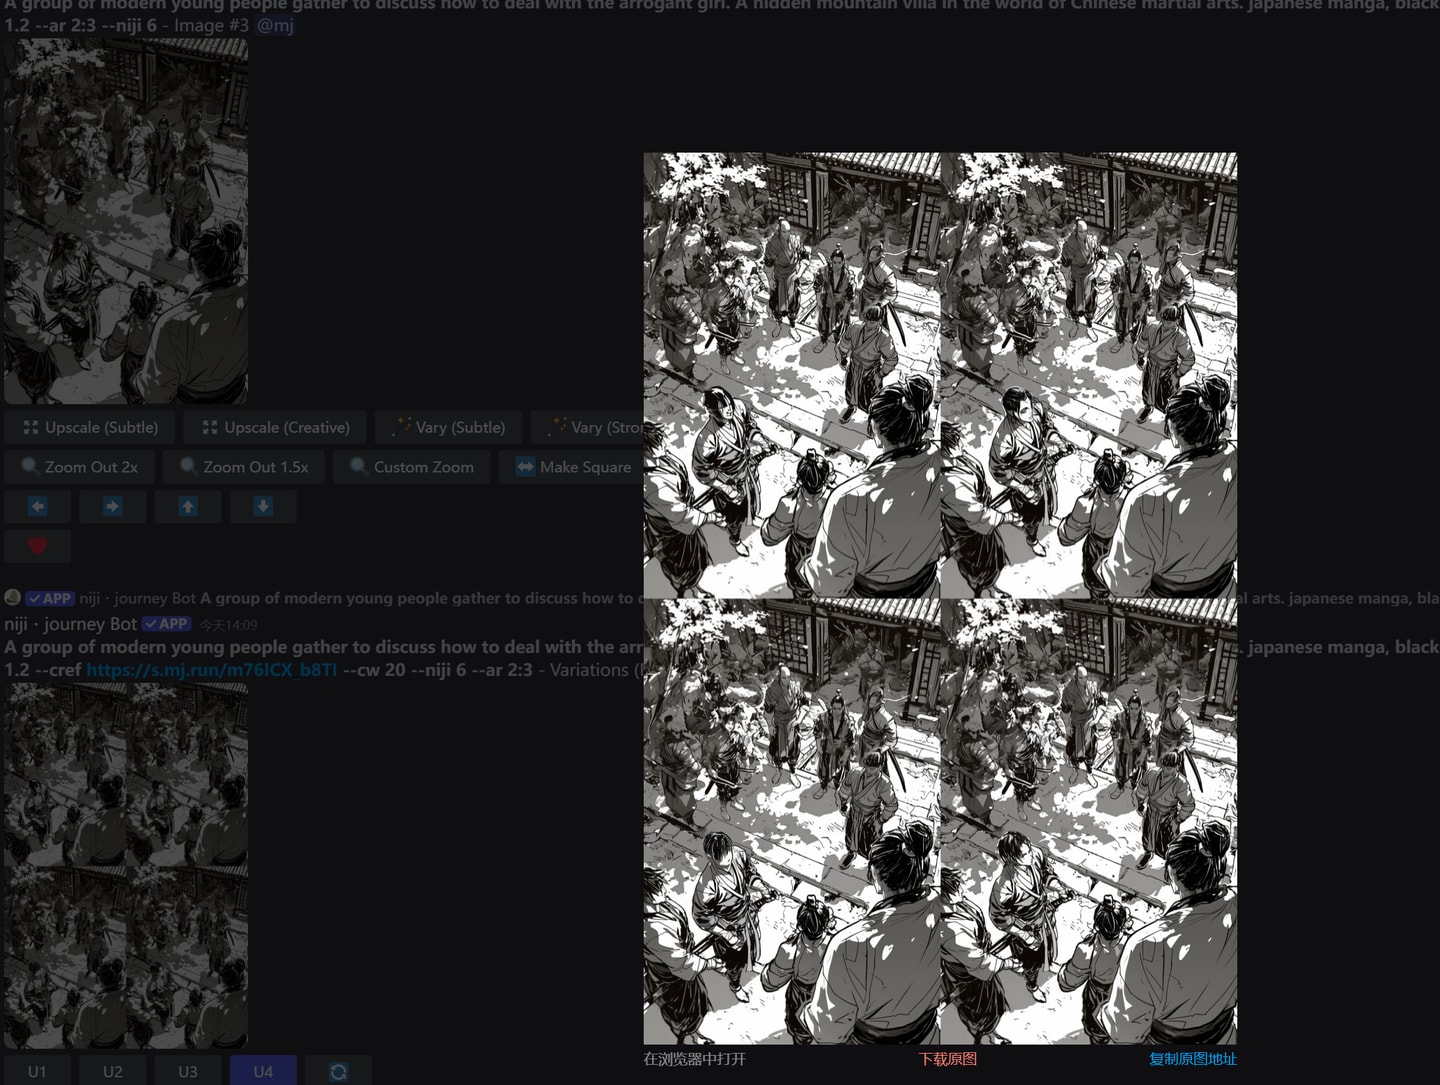 A group of modern young people gather to discuss how to deal with the arrogant girl. A hidden mountain villa in the world of Chinese martial arts. japanese manga, black
1.2 --ar 2:3 --niji 6 - Image #3 @mj
Upscale (Subtle) Upscale (Creative) Vary (Subtle) Vary (Stron
Zoom Out 2x Zoom Out 1.5x Custom Zoom Make Square
APP niji · journey Bot A group of modern young people gather to discuss how to d al arts. japanese manga, bla
niji · journey Bot APP 今天14:09
A group of modern young people gather to discuss how to deal with the arr . japanese manga, black
1.2 --cref https://s.mj.run/m76lCX_b8TI --cw 20 --niji 6 --ar 2:3 - Variations (
在浏览器中打开 下载原图 复制原图地址
U1 U2 U3 U4